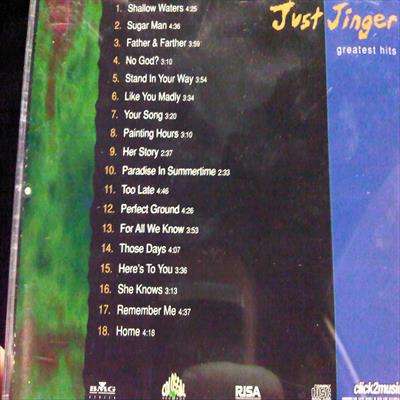 Just Jinger
greatest hits
1. Shallow Waters 4:25
2. Sugar Man 4:36
3. Father & Farther 3:59
4. No God? 3:10
5. Stand In Your Way 3:54
6. Like You Madly 3:34
7. Your Song 3:20
8. Painting Hours 3:10
9. Her Story 2:37
10. Paradise In Summertime 2:33
11. Too Late 4:46
12. Perfect Ground 4:26
13. For All We Know 3:53
14. Those Days 4:07
15. Here's To You 3:36
16. She Knows 3:13
17. Remember Me 4:37
18. Home 4:18
BMG
AFRICA
RISA
disc
click2music